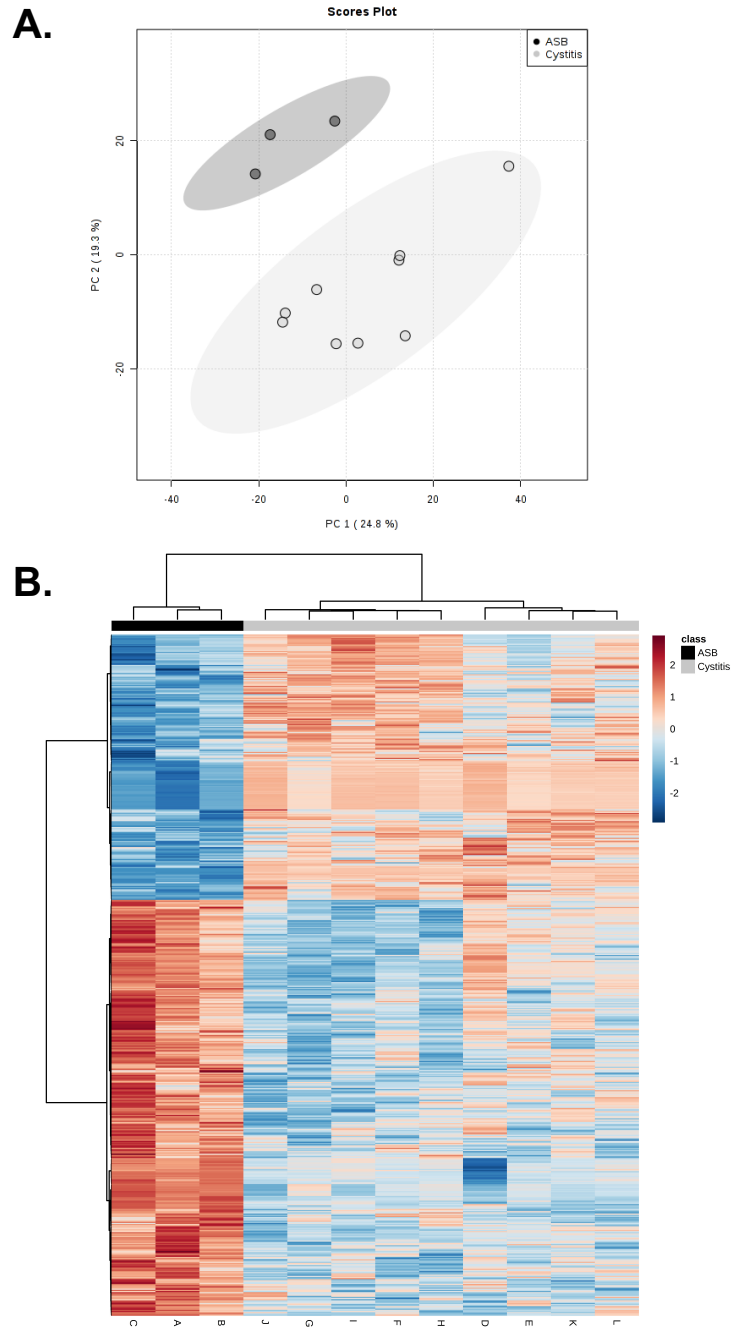 A.
Scores Plot
ASB
Cystitis
20
0
-20
PC 2 ( 19.3 %)
-40 -20 0 20 40
PC 1 ( 24.8 %)
B.
class
ASB
Cystitis
2
1
0
-1
-2
C A B J G I F H D E K L